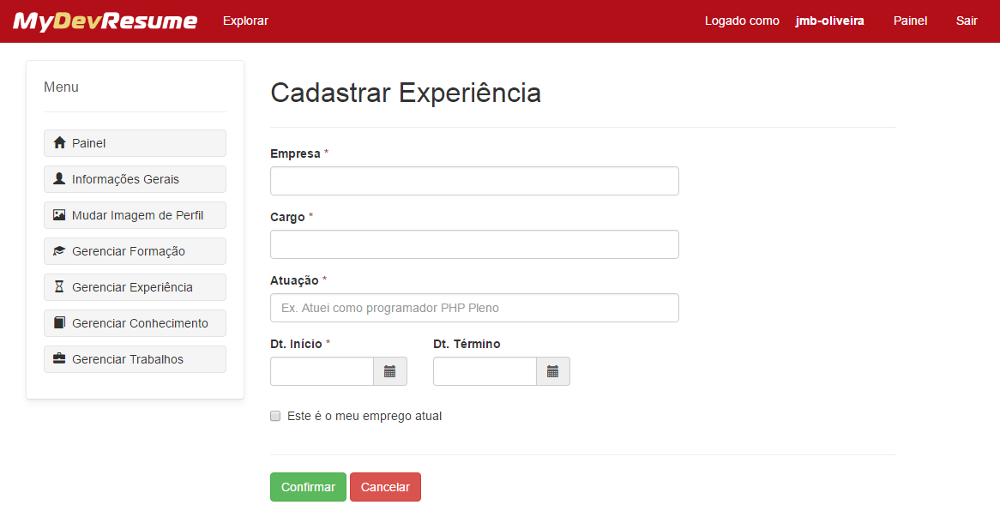 MyDevResume Explorar Logado como jmb-oliveira Painel Sair
Menu
Painel
Informações Gerais
Mudar Imagem de Perfil
Gerenciar Formação
Gerenciar Experiência
Gerenciar Conhecimento
Gerenciar Trabalhos
Cadastrar Experiência
Empresa *
Cargo *
Atuação *
Ex. Atuei como programador PHP Pleno
Dt. Início * Dt. Término
Este é o meu emprego atual
Confirmar Cancelar